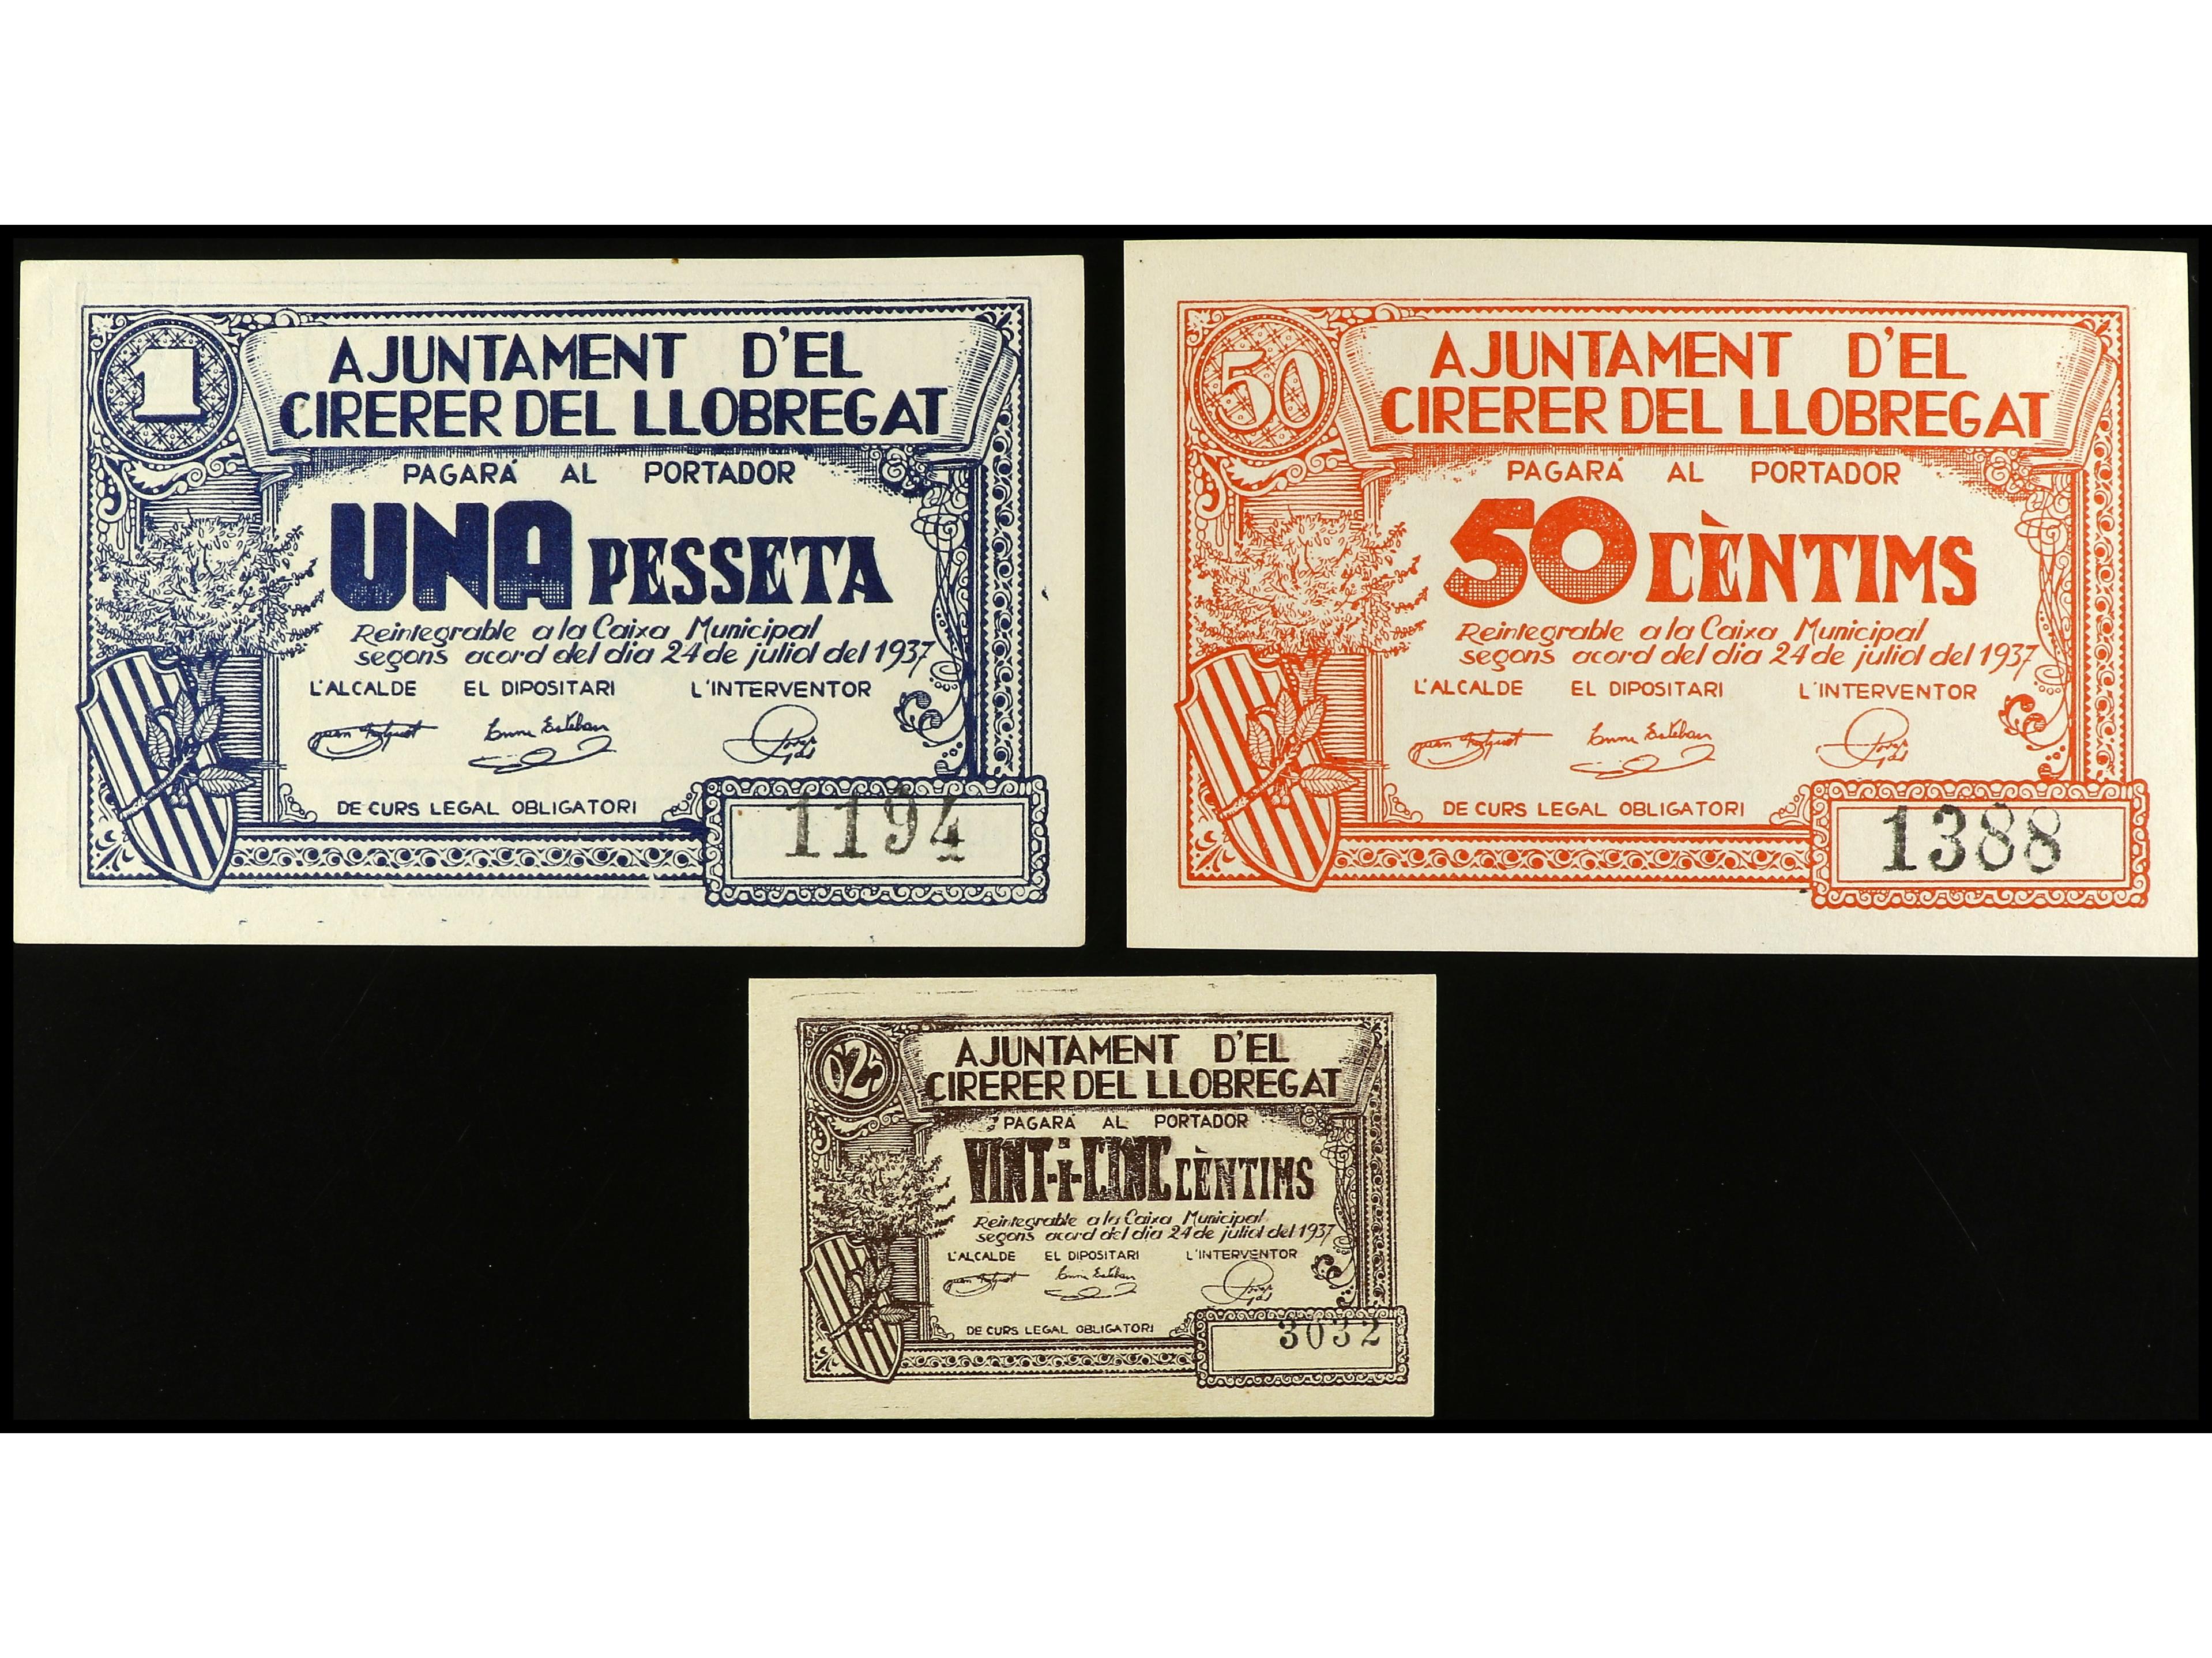 1
AJUNTAMENT D'EL
CIRERER DEL LLOBREGAT
PAGARÁ AL PORTADOR
UNA PESSETA
Reintegrable a la Caixa Municipal
segons acord del dia 24 de juliol del 1937
L'ALCALDE EL DIPOSITARI L'INTERVENTOR
Esteban
DE CURS LEGAL OBLIGATORI
1194
50
AJUNTAMENT D'EL
CIRERER DEL LLOBREGAT
PAGARÁ AL PORTADOR
50 CÈNTIMS
Reintegrable a la Caixa Municipal
segons acord del dia 24 de juliol del 1937
L'ALCALDE EL DIPOSITARI L'INTERVENTOR
Esteban
DE CURS LEGAL OBLIGATORI
1388
025
AJUNTAMENT D'EL
CIRERER DEL LLOBREGAT
PAGARÁ AL PORTADOR
VINT-i-CINC CÈNTIMS
Reintegrable a la Caixa Municipal
segons acord del dia 24 de juliol del 1937
L'ALCALDE EL DIPOSITARI L'INTERVENTOR
Esteban
DE CURS LEGAL OBLIGATORI
3032